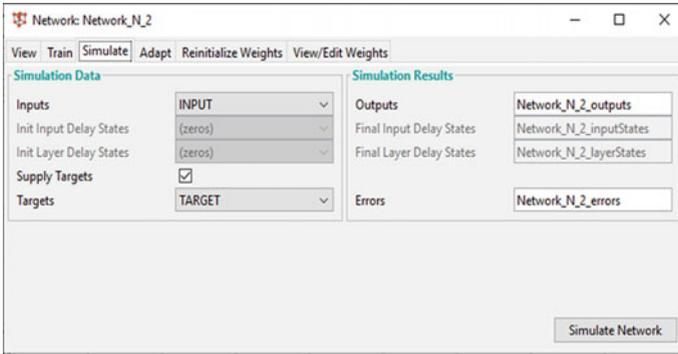 Network: Network_N_2
View Train Simulate Adapt Reinitialize Weights View/Edit Weights
Simulation Data
Inputs INPUT
Init Input Delay States (zeros)
Init Layer Delay States (zeros)
Supply Targets
Targets TARGET
Simulation Results
Outputs Network_N_2_outputs
Final Input Delay States Network_N_2_inputStates
Final Layer Delay States Network_N_2_layerStates
Errors Network_N_2_errors
Simulate Network